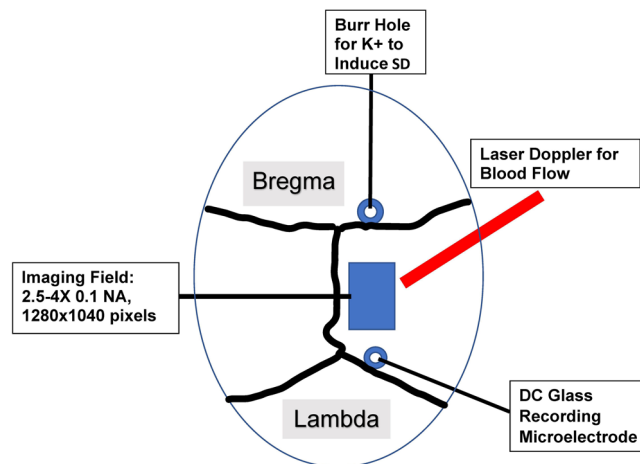 Burr Hole
for K+ to
Induce SD
Laser Doppler for
Blood Flow
Bregma
Imaging Field:
2.5-4X 0.1 NA,
1280x1040 pixels
DC Glass
Recording
Microelectrode
Lambda